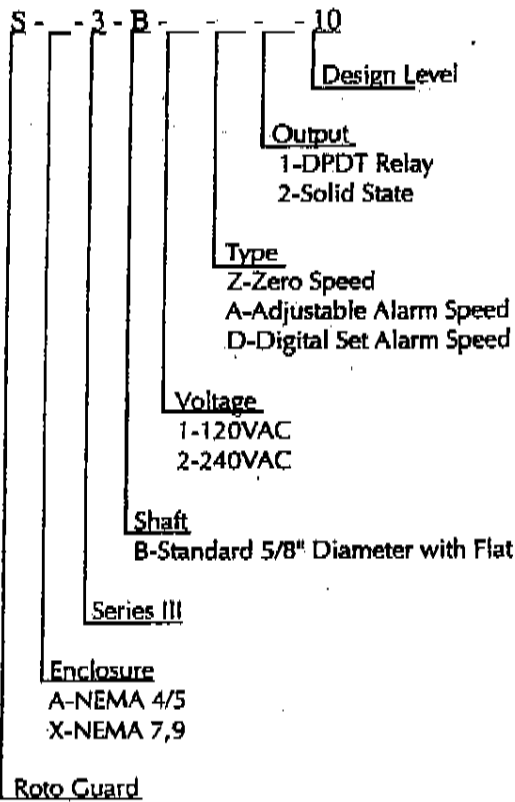 S - _ - 3 - B - - - - 10
Design Level
Output
1-DPDT Relay
2-Solid State
Type
Z-Zero Speed
A-Adjustable Alarm Speed
D-Digital Set Alarm Speed
Voltage
1-120VAC
2-240VAC
Shaft
B-Standard 5/8" Diameter with Flat
Series III
Enclosure
A-NEMA 4/5
X-NEMA 7,9
Roto Guard